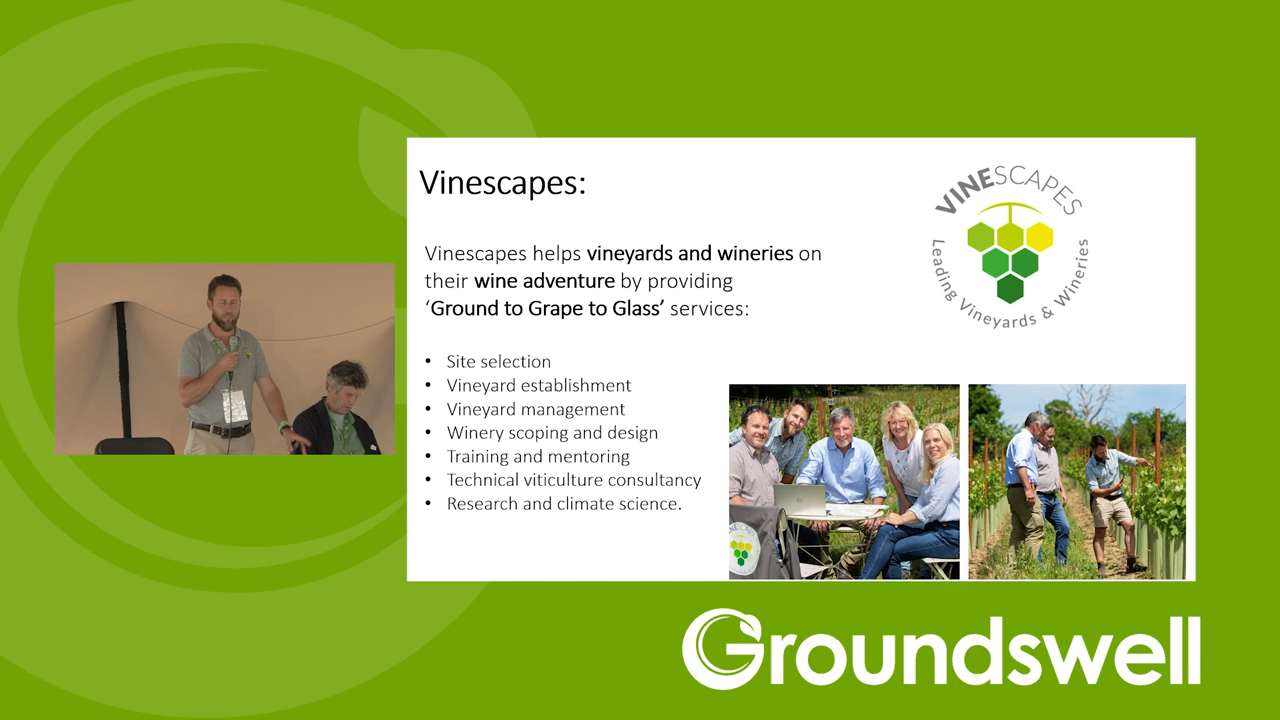 Vinescapes:
VINESCAPES
Leading Vineyards & Wineries
Vinescapes helps vineyards and wineries on
their wine adventure by providing
‘Ground to Grape to Glass’ services:
• Site selection
• Vineyard establishment
• Vineyard management
• Winery scoping and design
• Training and mentoring
• Technical viticulture consultancy
• Research and climate science.
Groundswell